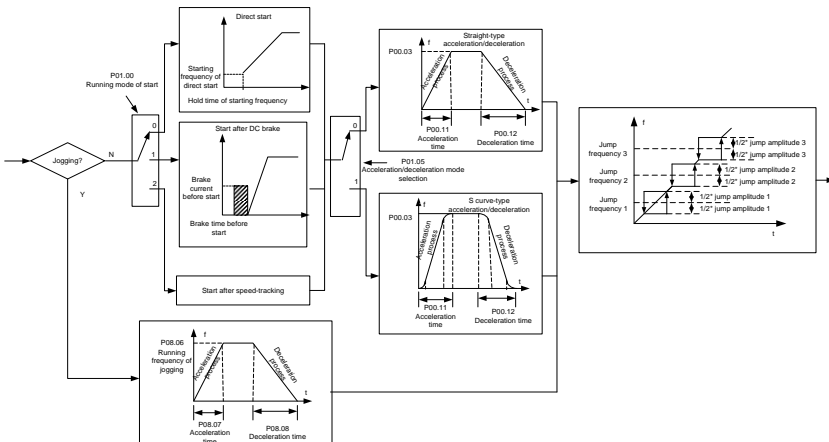 P01.00
Running mode of start
Jogging?
N
Y
0
1
2
Direct start
Starting
frequency of
direct start
Hold time of starting frequency
Start after DC brake
Brake
current before
start
Brake time before
start
Start after speed-tracking
0
1
P01.05
Acceleration/deceleration mode
selection
Straight-type
acceleration/deceleration
f
P00.03
Acceleration
process
Deceleration
process
t
P00.11
Acceleration
time
P00.12
Deceleration time
S curve-type
acceleration/deceleration
f
P00.03
Acceleration
process
Deceleration
process
t
P00.11
Acceleration
time
P00.12
Deceleration time
f
P08.06
Running
frequency of
jogging
Acceleration
process
Deceleration
process
t
P08.07
Acceleration
time
P08.08
Deceleration time
f
Jump
frequency 3
1/2* jump amplitude 3
1/2* jump amplitude 3
Jump
frequency 2
1/2* jump amplitude 2
1/2* jump amplitude 2
Jump
frequency 1
1/2* jump amplitude 1
1/2* jump amplitude 1
t